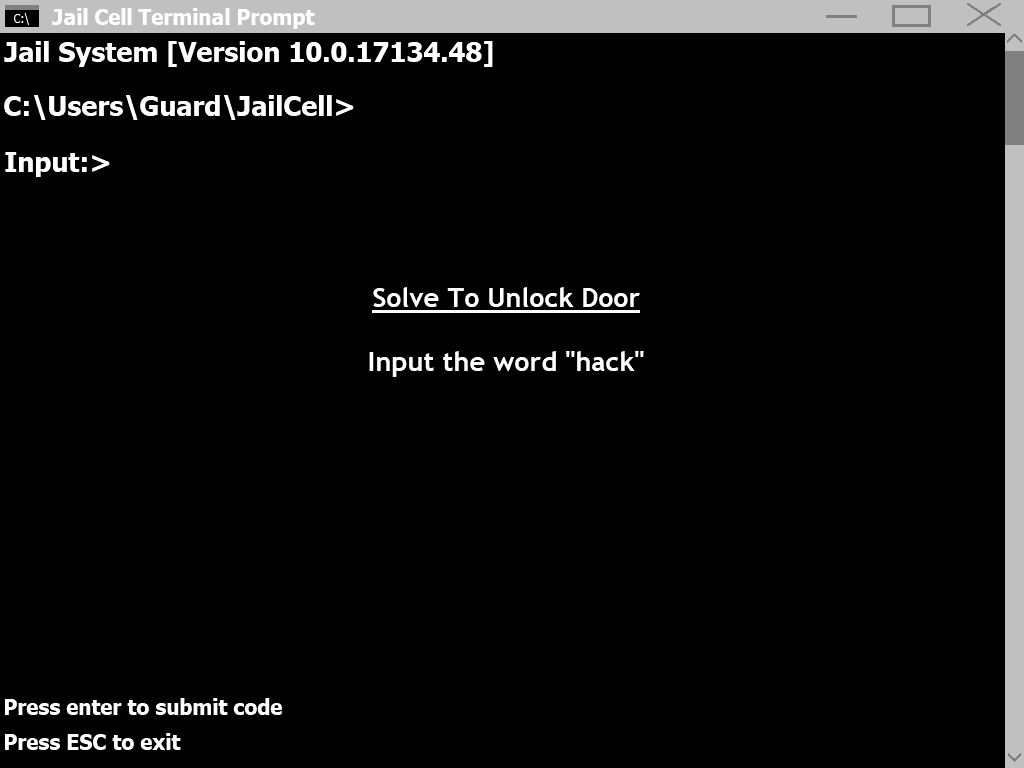 C:\ Jail Cell Terminal Prompt
Jail System [Version 10.0.17134.48]
C:\Users\Guard\JailCell>
Input:>
Solve To Unlock Door
Input the word "hack"
Press enter to submit code
Press ESC to exit